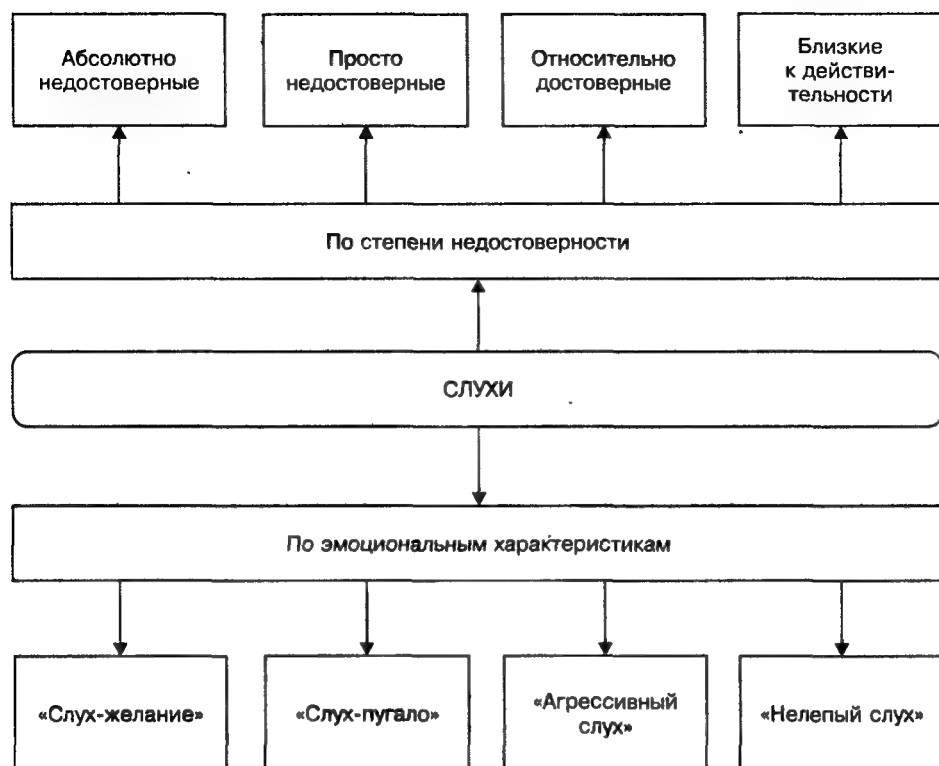 Абсолютно
недостоверные
Просто
недостоверные
Относительно
достоверные
Близкие
к действи-
тельности
По степени недостоверности
СЛУХИ
По эмоциональным характеристикам
«Слух-желание»
«Слух-пугало»
«Агрессивный
слух»
«Нелепый слух»